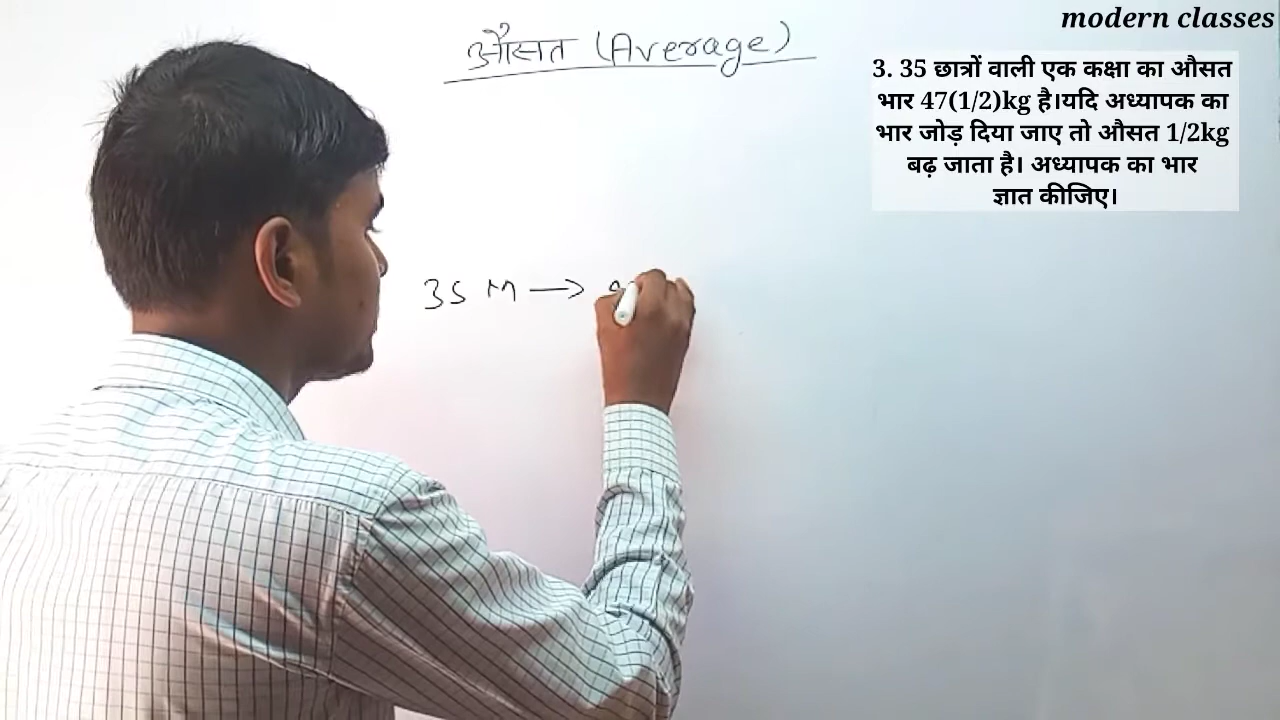 modern classes
औसत (Average)
3. 35 छात्रों वाली एक कक्षा का औसत
भार 47(1/2)kg है।यदि अध्यापक का
भार जोड़ दिया जाए तो औसत 1/2kg
बढ़ जाता है। अध्यापक का भार
ज्ञात कीजिए।
35 →